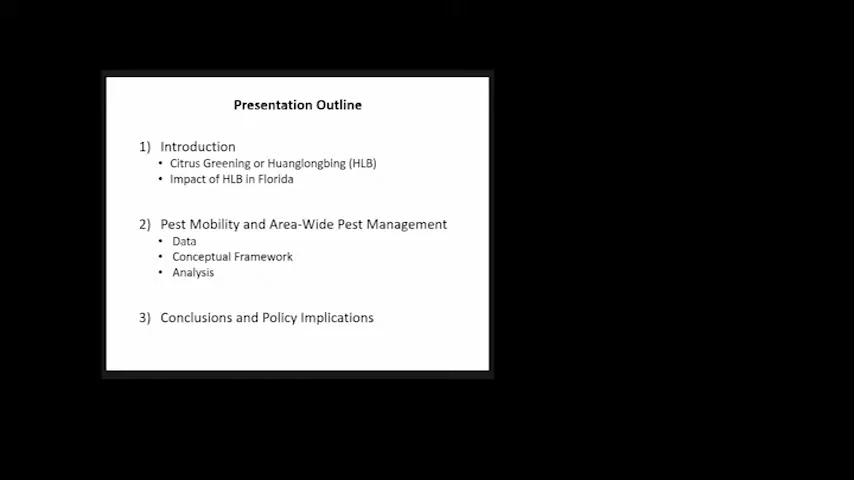 Presentation Outline
1) Introduction
• Citrus Greening or Huanglongbing (HLB)
• Impact of HLB in Florida
2) Pest Mobility and Area-Wide Pest Management
• Data
• Conceptual Framework
• Analysis
3) Conclusions and Policy Implications